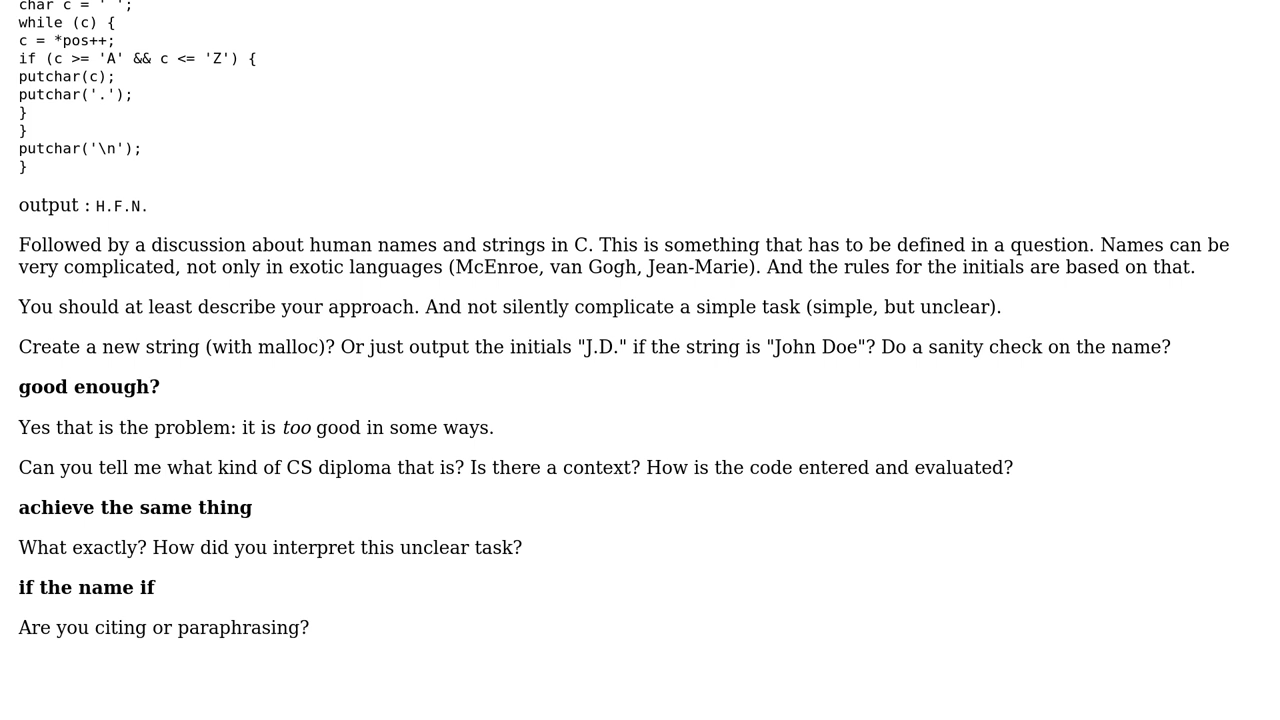 char c = ' ';
while (c) {
c = *pos++;
if (c >= 'A' && c <= 'Z') {
putchar(c);
putchar('.');
}
}
putchar('\n');
}
output : H.F.N.
Followed by a discussion about human names and strings in C. This is something that has to be defined in a question. Names can be
very complicated, not only in exotic languages (McEnroe, van Gogh, Jean-Marie). And the rules for the initials are based on that.
You should at least describe your approach. And not silently complicate a simple task (simple, but unclear).
Create a new string (with malloc)? Or just output the initials "J.D." if the string is "John Doe"? Do a sanity check on the name?
good enough?
Yes that is the problem: it is too good in some ways.
Can you tell me what kind of CS diploma that is? Is there a context? How is the code entered and evaluated?
achieve the same thing
What exactly? How did you interpret this unclear task?
if the name if
Are you citing or paraphrasing?